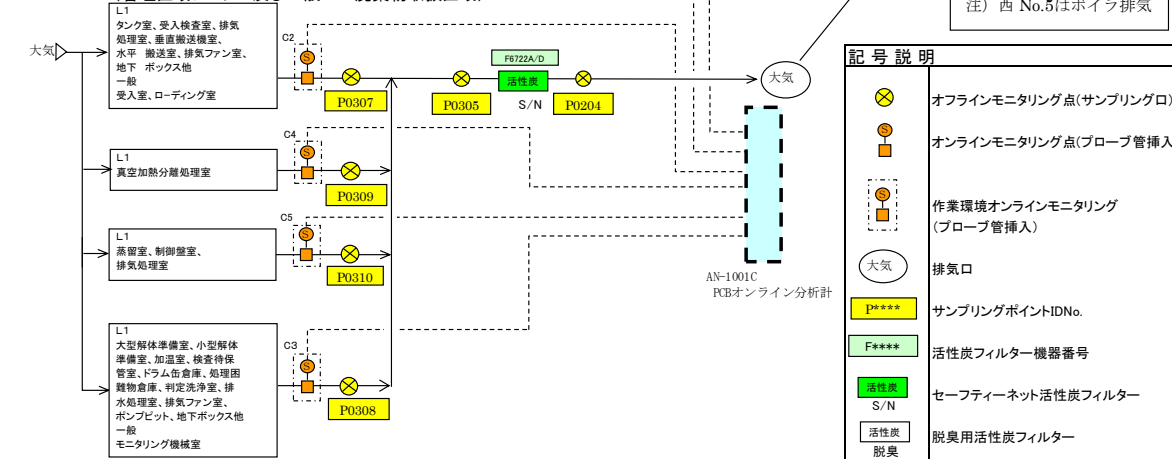 注）西 No.5はボイラ排気
L1
タンク室、受入検査室、排気
処理室、垂直搬送機室、
水平 搬送室、排気ファン室、
地下 ボックス他
一般
受入室、ローディング室
大気
C2
S
P0307
P0305
F6722A/D
活性炭
S/N
P0204
大気
C4
S
L1
真空加熱分離処理室
P0309
C5
S
L1
蒸留室、制御盤室、
排気処理室
P0310
AN-1001C
PCBオンライン分析計
L1
大型解体準備室、小型解体
準備室、加温室、検査待保
管室、ドラム缶倉庫、処理困
難物倉庫、判定洗浄室、排
水処理室、排気ファン室、
ポンプピット、地下ボックス他
一般
モニタリング機械室
C3
S
P0308
記号説明
オフラインモニタリング点(サンプリング口)
S
オンラインモニタリング点(プローブ管挿入
S
作業環境オンラインモニタリング
(プローブ管挿入)
大気
排気口
P****
サンプリングポイントIDNo.
F****
活性炭フィルター機器番号
活性炭
S/N
セーフティーネット活性炭フィルター
活性炭
脱臭
脱臭用活性炭フィルター